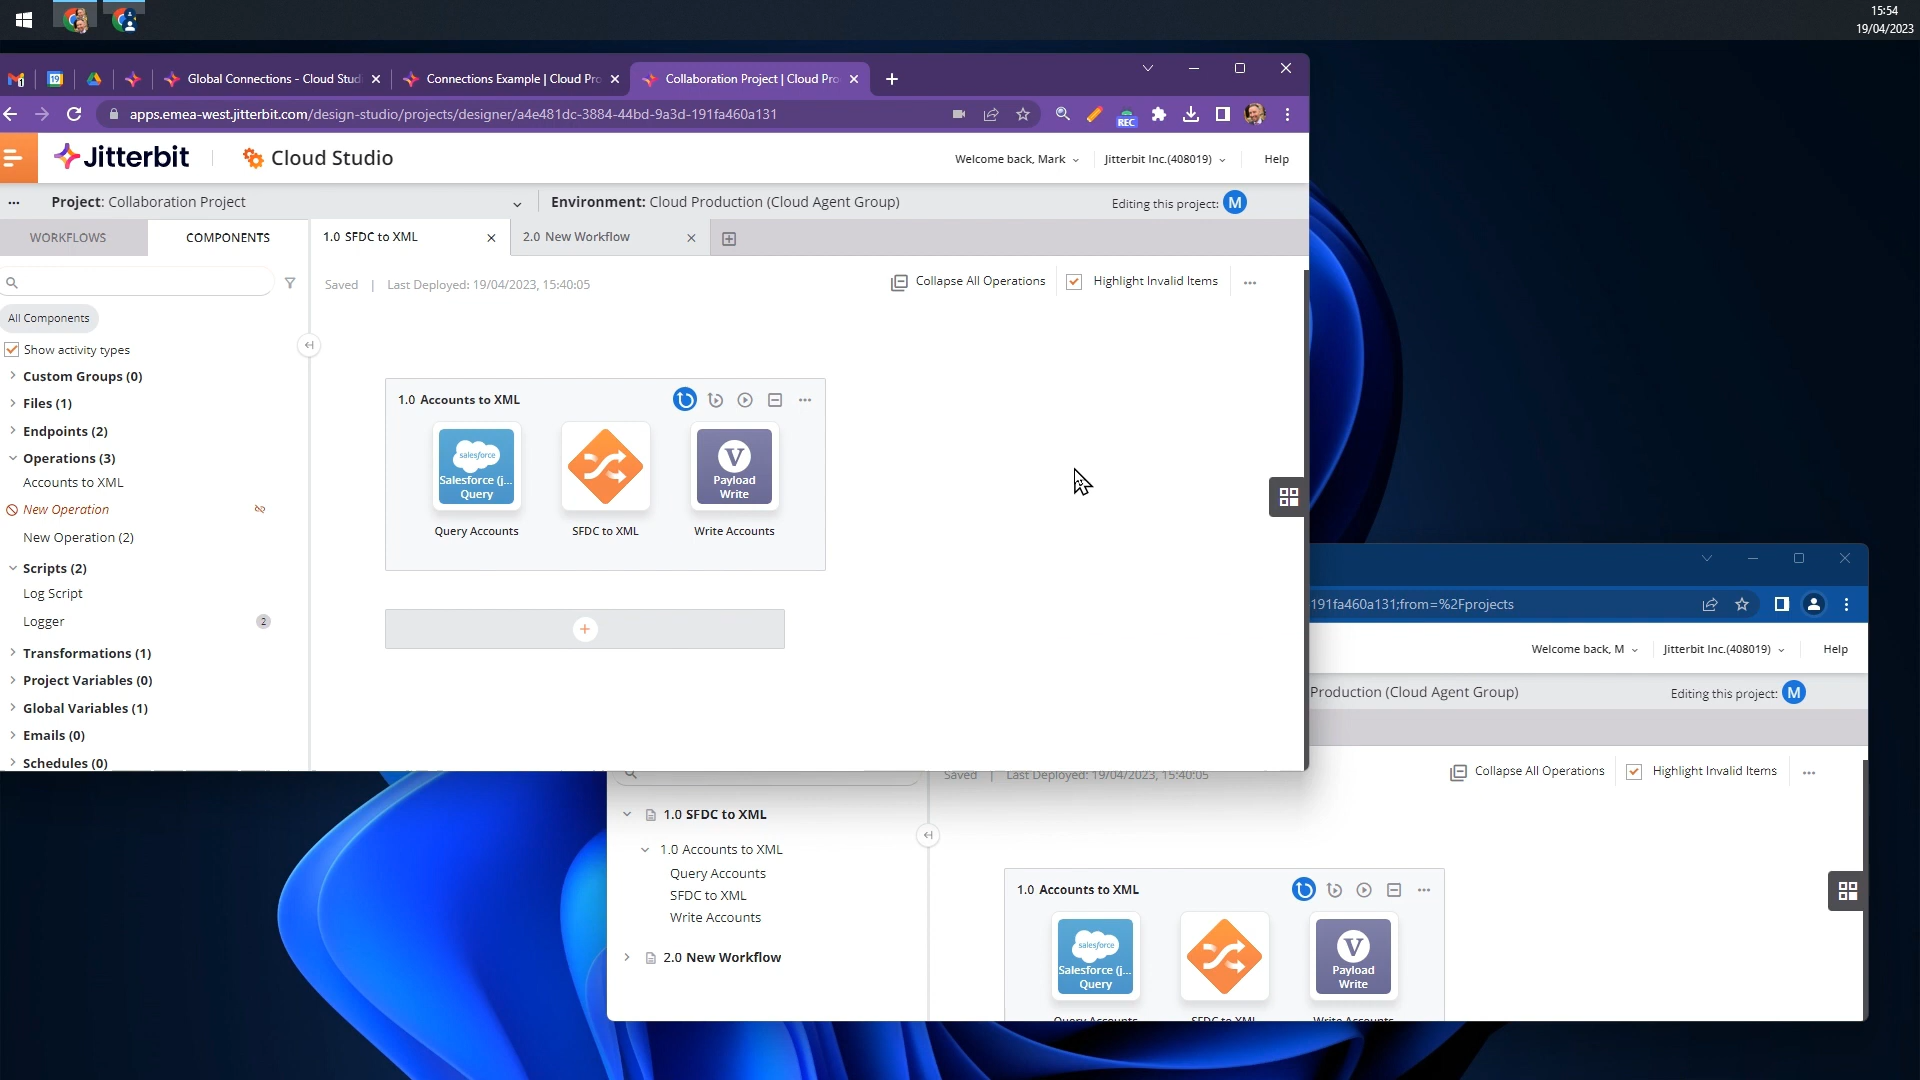 15:54
19/04/2023
Global Connections - Cloud Stud
Connections Example | Cloud Pro
Collaboration Project | Cloud Pro
apps.emea-west.jitterbit.com/design-studio/projects/designer/a4e481dc-3884-44bd-9a3d-191fa460a131
REC
Jitterbit
Cloud Studio
Welcome back, Mark
Jitterbit Inc.(408019)
Help
Project: Collaboration Project
Environment: Cloud Production (Cloud Agent Group)
Editing this project: M
WORKFLOWS
COMPONENTS
1.0 SFDC to XML
2.0 New Workflow
Saved | Last Deployed: 19/04/2023, 15:40:05
Collapse All Operations
Highlight Invalid Items
All Components
Show activity types
Custom Groups (0)
Files (1)
Endpoints (2)
Operations (3)
Accounts to XML
New Operation
New Operation (2)
Scripts (2)
Log Script
Logger
2
Transformations (1)
Project Variables (0)
Global Variables (1)
Emails (0)
Schedules (0)
1.0 Accounts to XML
salesforce
Salesforce (j...
Query
V
Payload
Write
Query Accounts
SFDC to XML
Write Accounts
191fa460a131;from=%2Fprojects
Welcome back, M
Jitterbit Inc.(408019)
Help
Production (Cloud Agent Group)
Editing this project: M
Saved | Last Deployed: 19/04/2023, 15:40:05
Collapse All Operations
Highlight Invalid Items
1.0 SFDC to XML
1.0 Accounts to XML
Query Accounts
SFDC to XML
Write Accounts
2.0 New Workflow
1.0 Accounts to XML
salesforce
Salesforce (j...
Query
V
Payload
Write
Query Accounts
SFDC to XML
Write Accounts